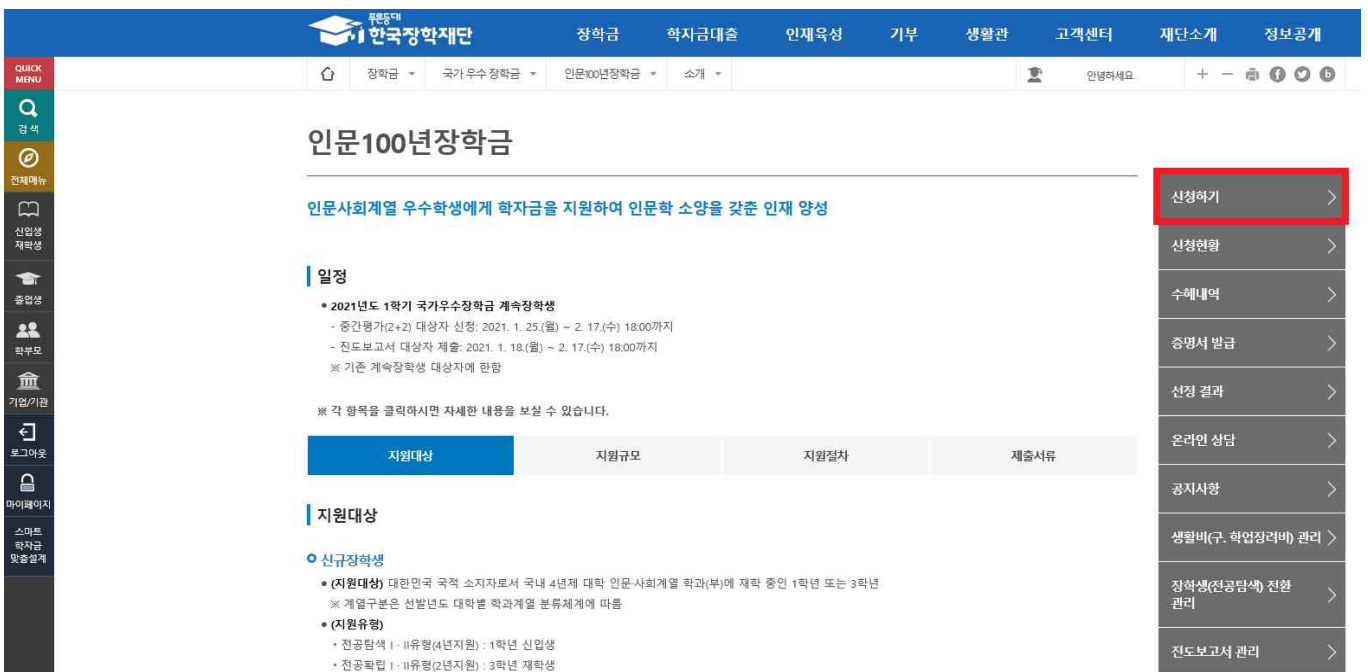 푸른등대
한국장학재단
장학금 학자금대출 인재육성 기부 생활관 고객센터 재단소개 정보공개
QUICK
MENU
장학금 국가우수장학금 인문100년장학금 소개 안녕하세요
검색
전체메뉴
신입생
재학생
졸업생
학부모
기업/기관
로그아웃
마이페이지
스마트
학자금
맞춤설계
인문100년장학금
인문사회계열 우수학생에게 학자금을 지원하여 인문학 소양을 갖춘 인재 양성
일정
• 2021년도 1학기 국가우수장학금 계속장학생
- 중간평가(2+2) 대상자 신청: 2021. 1. 25.(월) ~ 2. 17.(수) 18:00까지
- 진도보고서 대상자 제출: 2021. 1. 18.(월) ~ 2. 17.(수) 18:00까지
※ 기존 계속장학생 대상자에 한함
※ 각 항목을 클릭하시면 자세한 내용을 보실 수 있습니다.
지원대상 지원규모 지원절차 제출서류
지원대상
신규장학생
• (지원대상) 대한민국 국적 소지자로서 국내 4년제 대학 인문·사회계열 학과(부)에 재학 중인 1학년 또는 3학년
※ 계열구분은 선발년도 대학별 학과계열 분류체계에 따름
• (지원유형)
· 전공탐색 I · II유형(4년지원) : 1학년 신입생
· 전공확립 I · II유형(2년지원) : 3학년 재학생
신청하기
신청현황
수혜내역
증명서 발급
선정 결과
온라인 상담
공지사항
생활비(구. 학업장려비) 관리
장학생(전공탐색) 전환
관리
진도보고서 관리